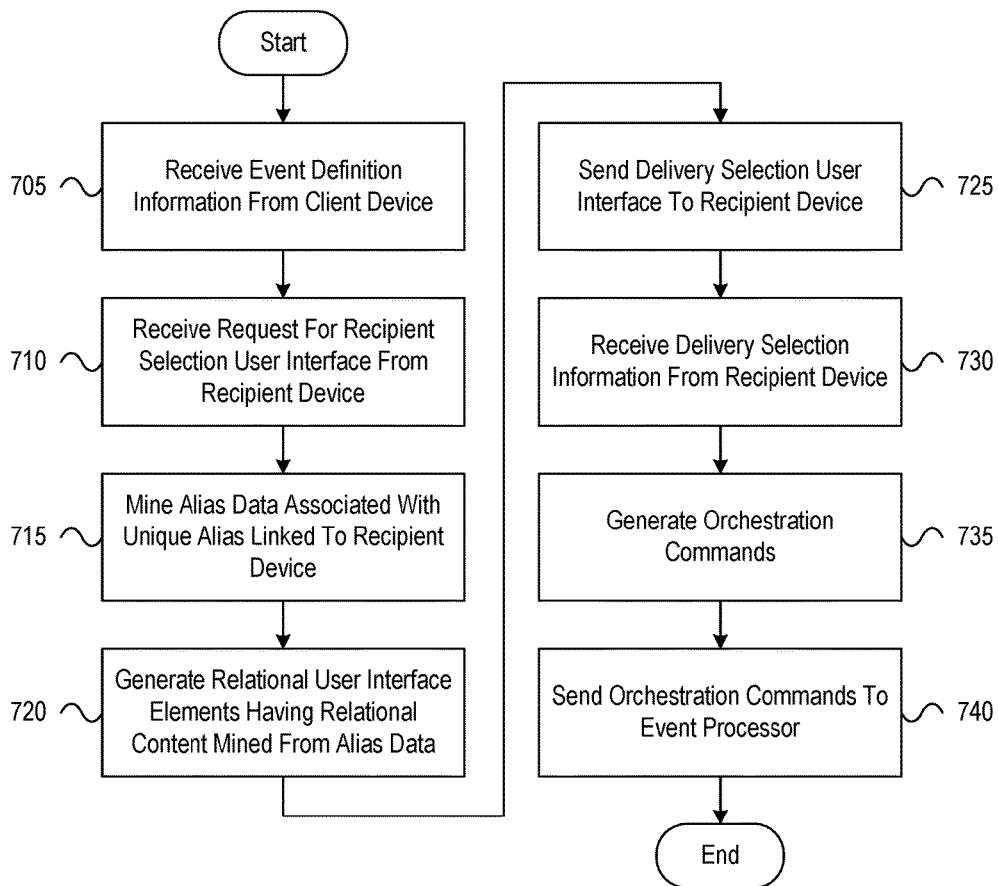 Start
705
Receive Event Definition
Information From Client Device
710
Receive Request For Recipient
Selection User Interface From
Recipient Device
715
Mine Alias Data Associated With
Unique Alias Linked To Recipient
Device
720
Generate Relational User Interface
Elements Having Relational
Content Mined From Alias Data
Send Delivery Selection User
Interface To Recipient Device
725
Receive Delivery Selection
Information From Recipient Device
730
Generate Orchestration
Commands
735
Send Orchestration Commands To
Event Processor
740
End